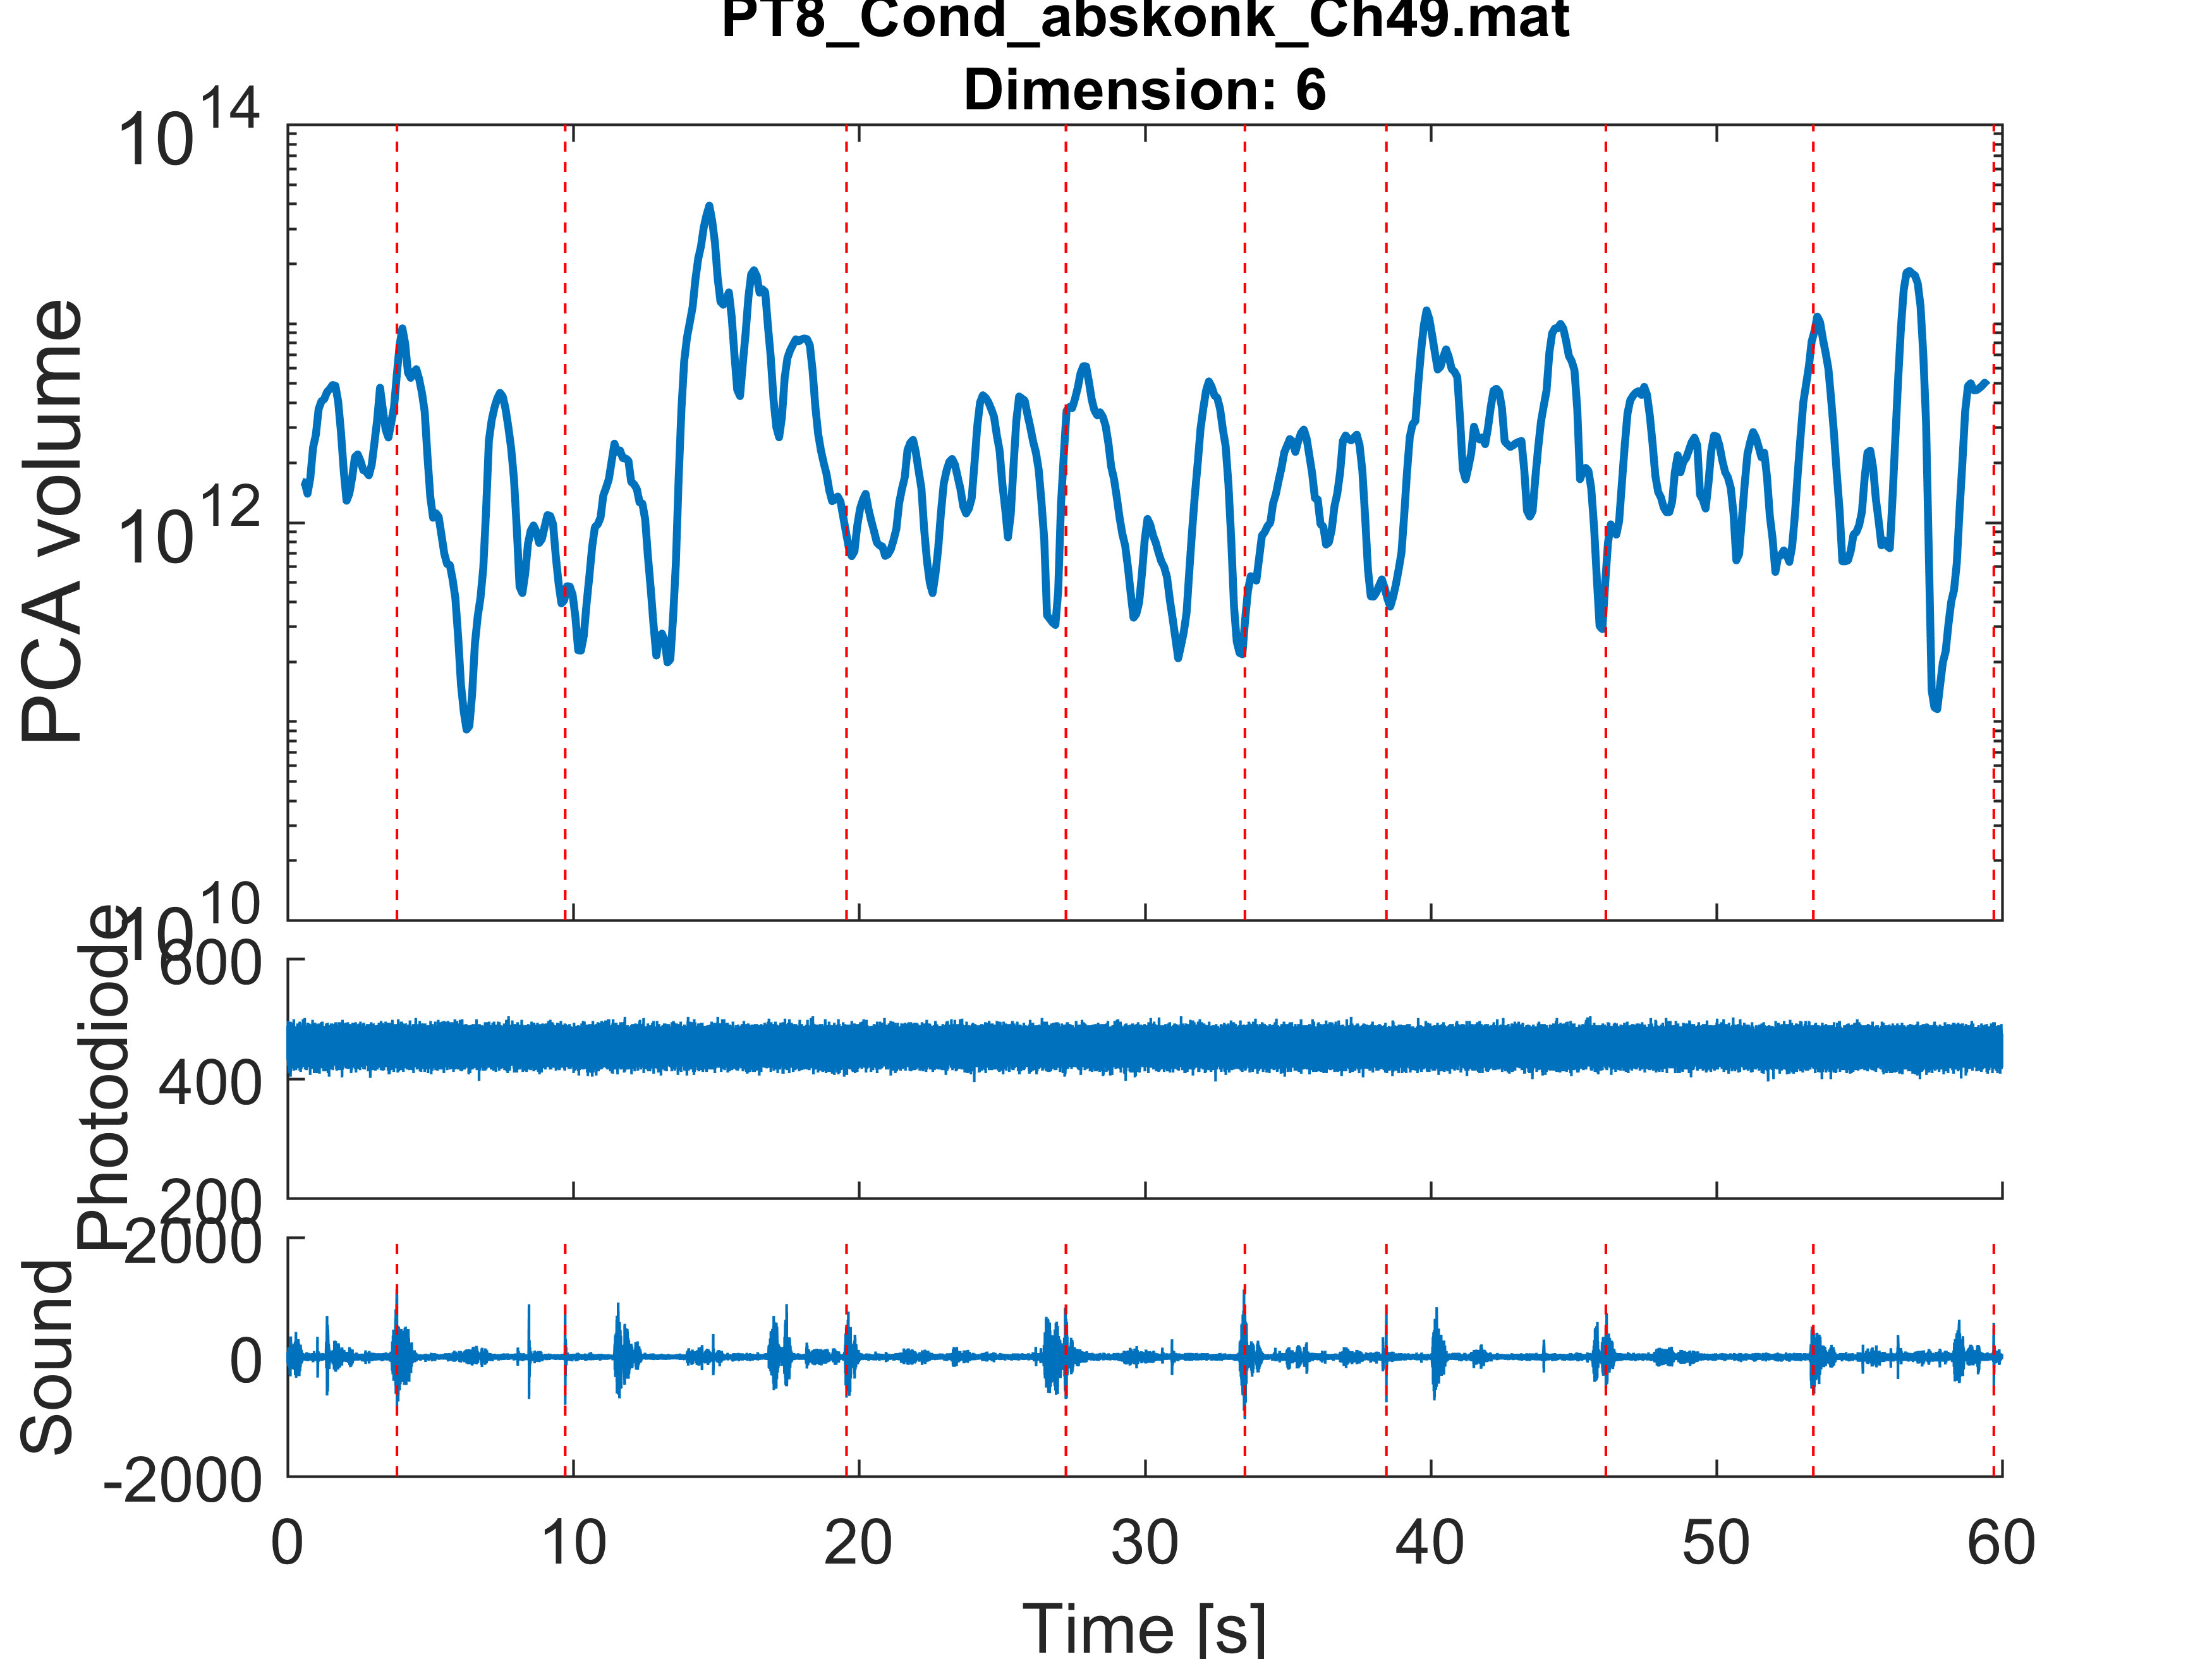 PT8_Cond_abskonk_Ch49.mat
Dimension: 6
10^14
10^12
10^10
PCA volume
600
400
200
Photodiode
2000
0
-2000
Sound
0 10 20 30 40 50 60
Time [s]